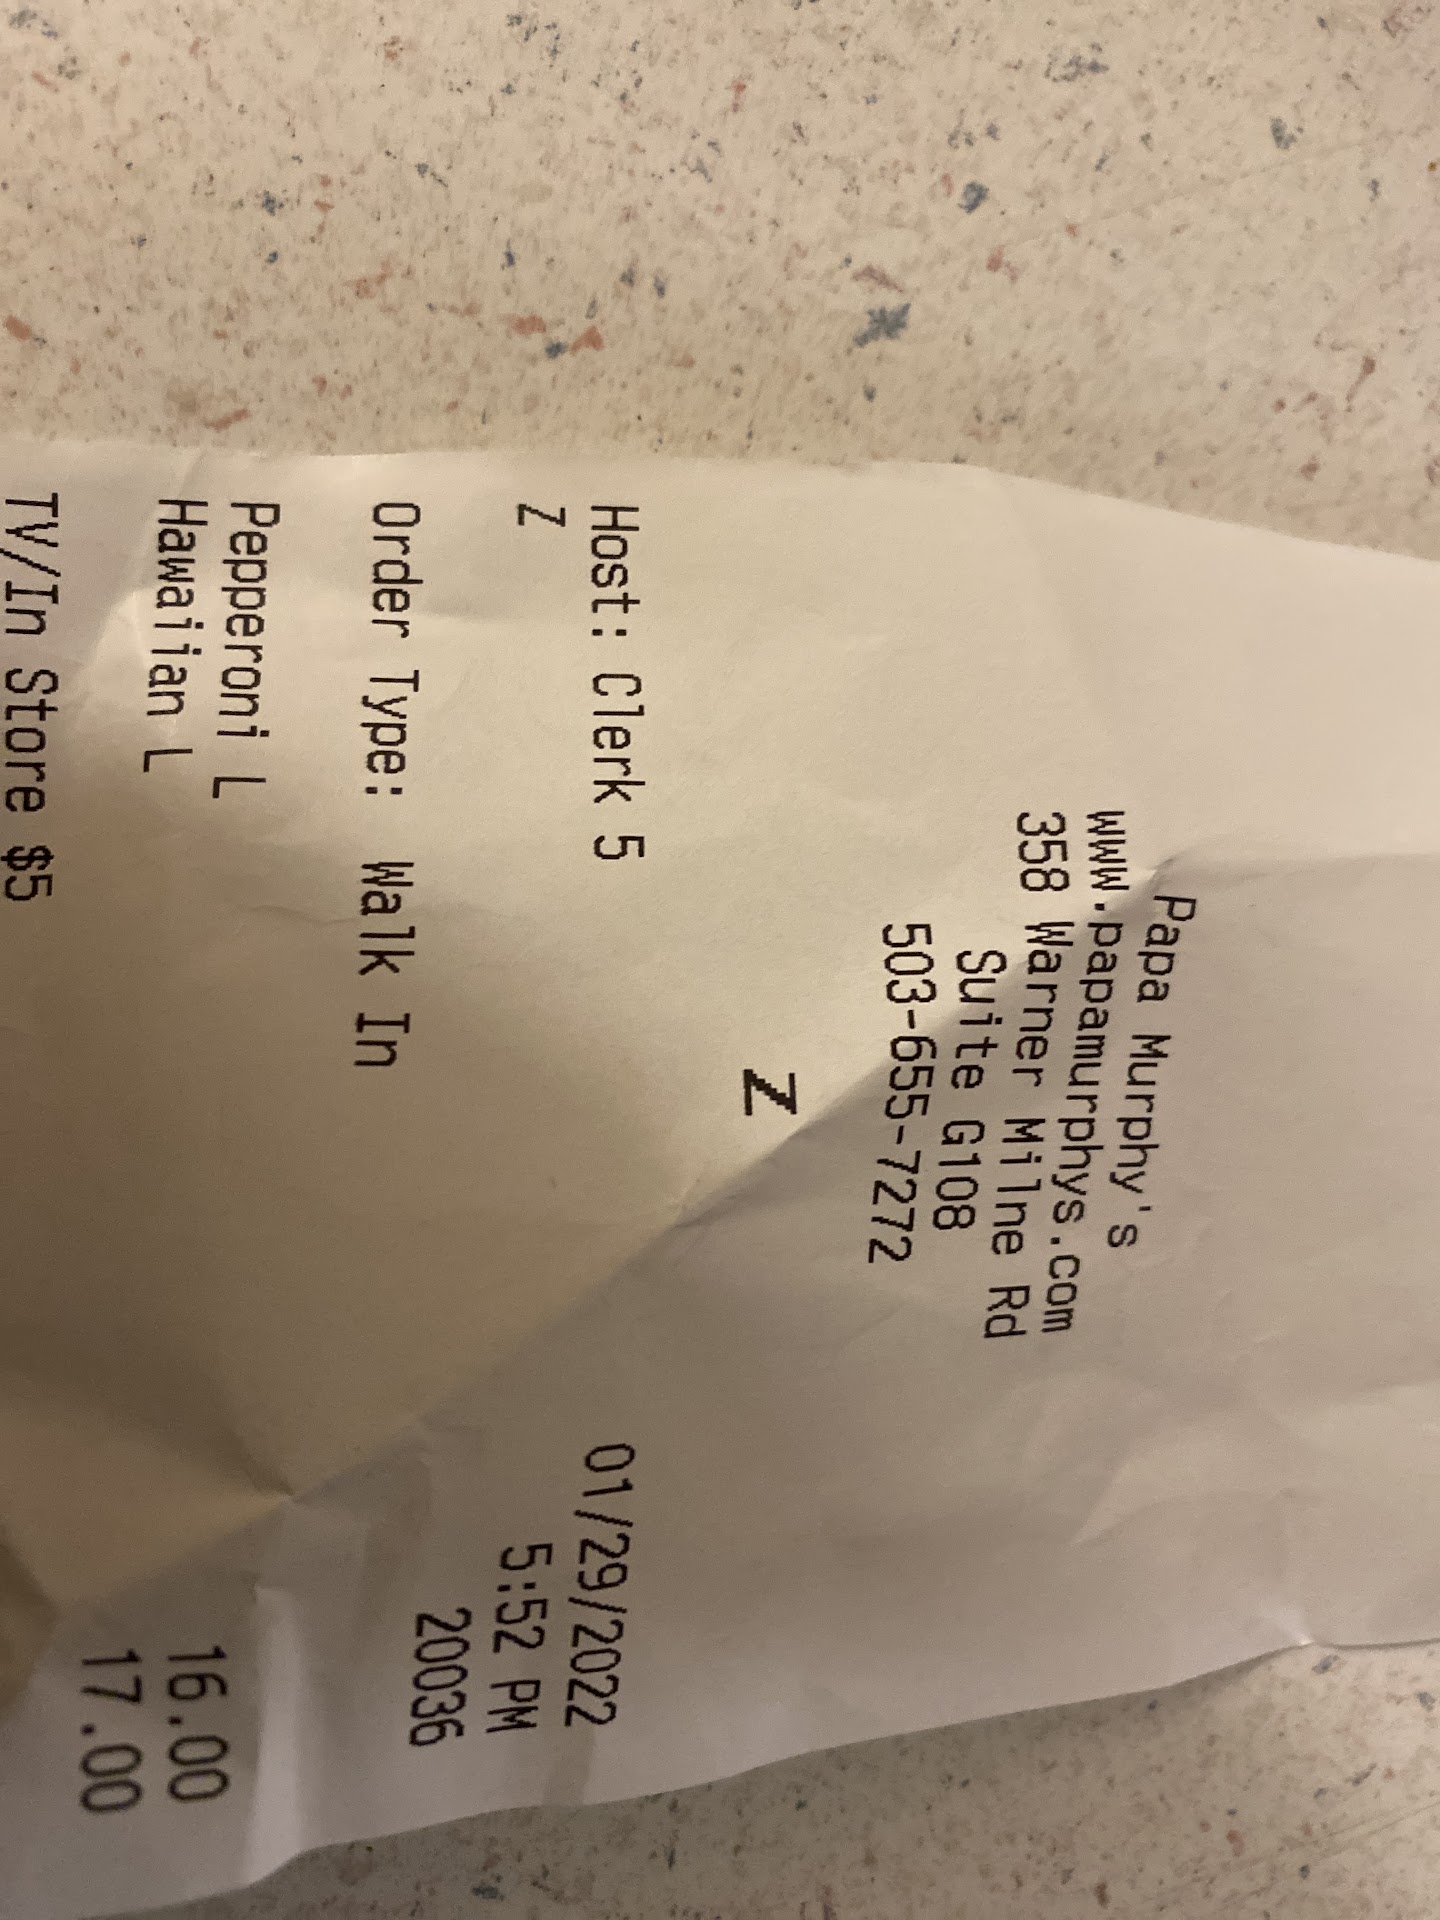 Papa Murphy's
www.papamurphys.com
358 Warner Milne Rd
Suite G108
503-655-7272
Z
Host: Clerk 5 01/29/2022
Z 5:52 PM
20036
Order Type: Walk In
Pepperoni L 16.00
Hawaiian L 17.00
TV/In Store $5